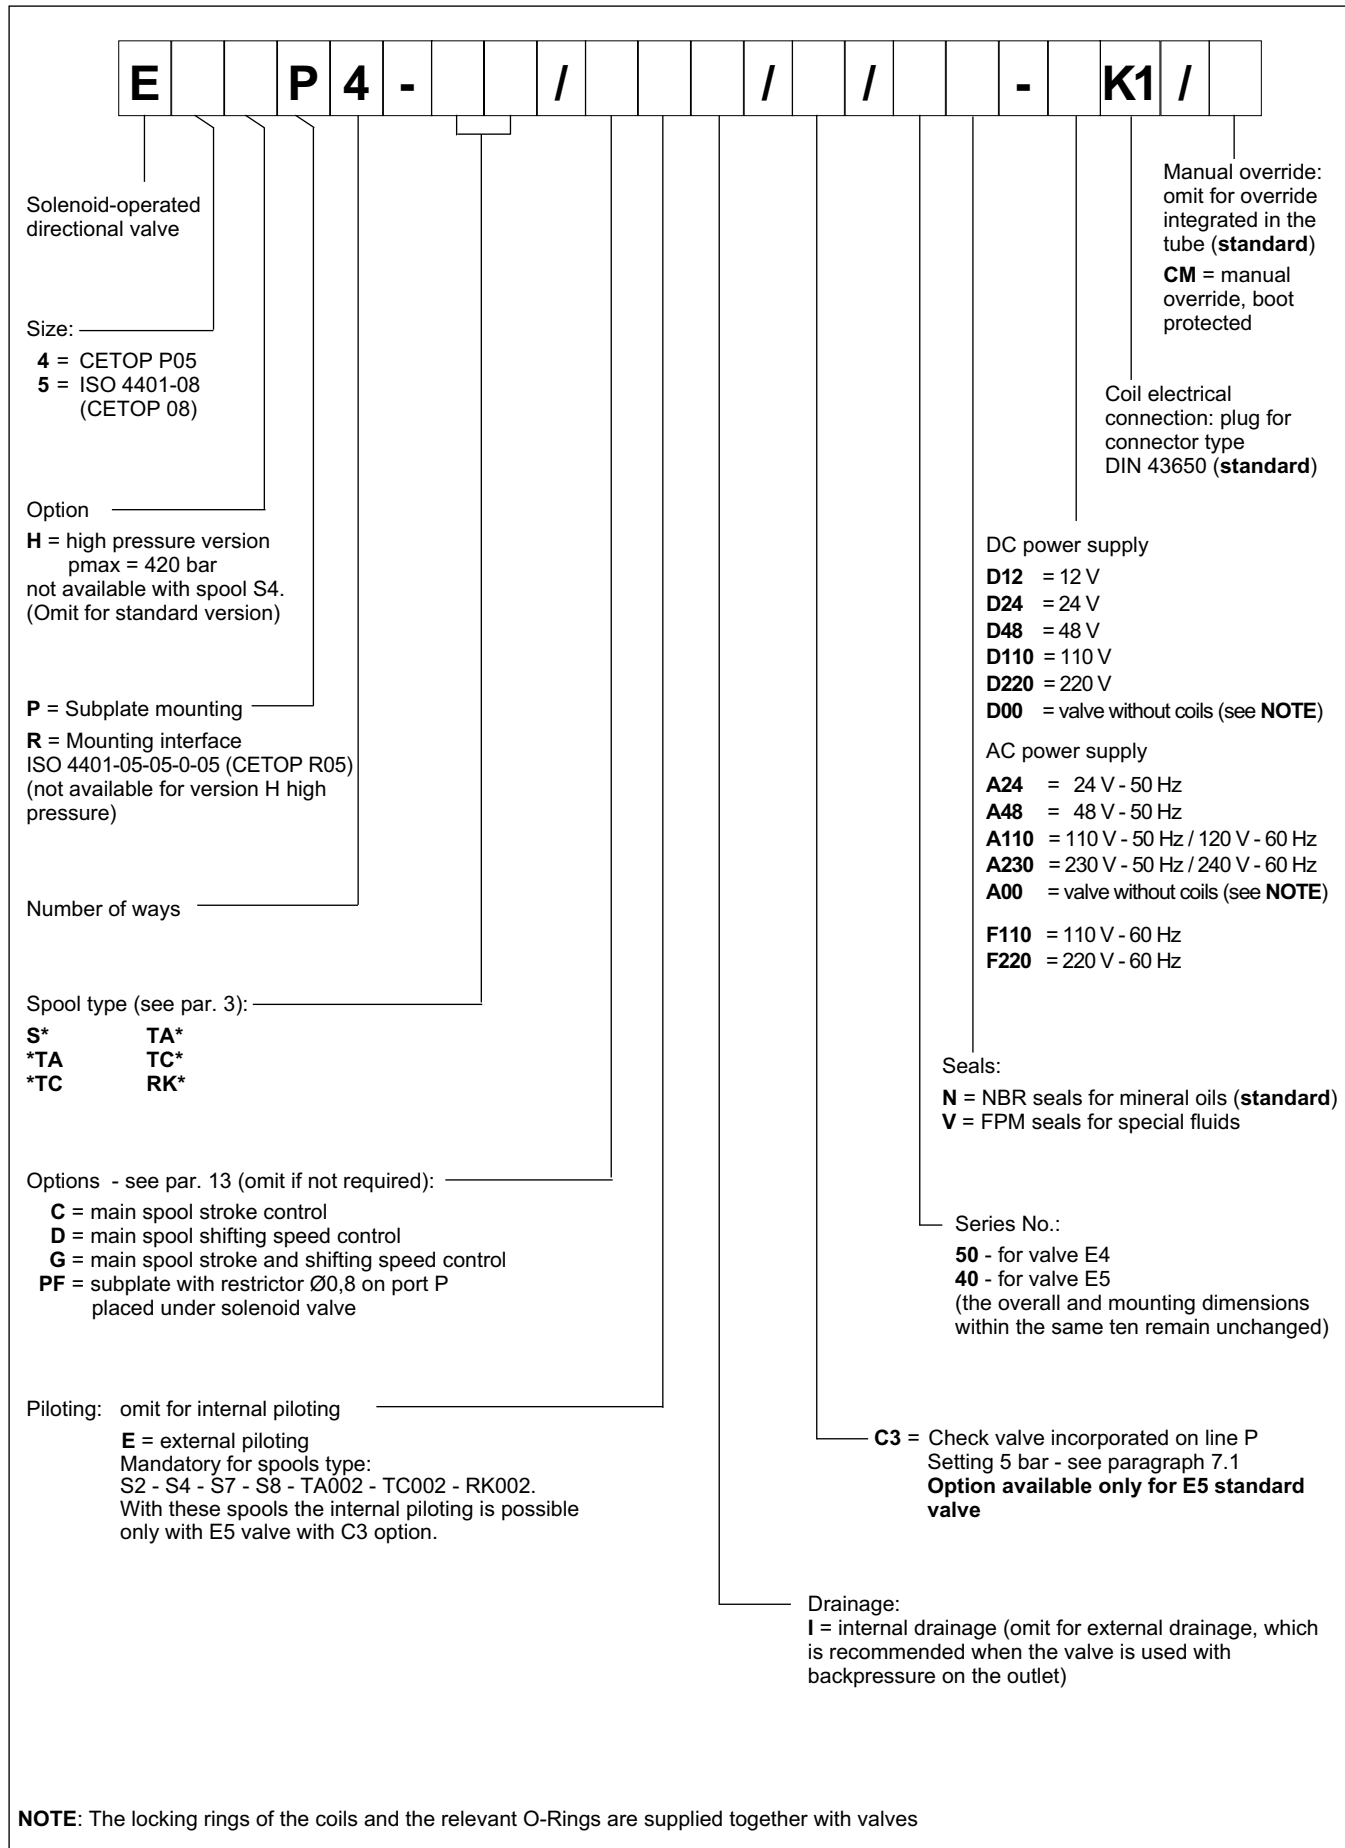 E P 4 - / / / - K1 /
Solenoid-operated
directional valve
Size:
4 = CETOP P05
5 = ISO 4401-08
(CETOP 08)
Option
H = high pressure version
pmax = 420 bar
not available with spool S4.
(Omit for standard version)
P = Subplate mounting
R = Mounting interface
ISO 4401-05-05-0-05 (CETOP R05)
(not available for version H high
pressure)
Number of ways
Spool type (see par. 3):
S* TA*
*TA TC*
*TC RK*
Options - see par. 13 (omit if not required):
C = main spool stroke control
D = main spool shifting speed control
G = main spool stroke and shifting speed control
PF = subplate with restrictor Ø0,8 on port P
placed under solenoid valve
Piloting: omit for internal piloting
E = external piloting
Mandatory for spools type:
S2 - S4 - S7 - S8 - TA002 - TC002 - RK002.
With these spools the internal piloting is possible
only with E5 valve with C3 option.
Manual override:
omit for override
integrated in the
tube (standard)
CM = manual
override, boot
protected
Coil electrical
connection: plug for
connector type
DIN 43650 (standard)
DC power supply
D12 = 12 V
D24 = 24 V
D48 = 48 V
D110 = 110 V
D220 = 220 V
D00 = valve without coils (see NOTE)
AC power supply
A24 = 24 V - 50 Hz
A48 = 48 V - 50 Hz
A110 = 110 V - 50 Hz / 120 V - 60 Hz
A230 = 230 V - 50 Hz / 240 V - 60 Hz
A00 = valve without coils (see NOTE)
F110 = 110 V - 60 Hz
F220 = 220 V - 60 Hz
Seals:
N = NBR seals for mineral oils (standard)
V = FPM seals for special fluids
Series No.:
50 - for valve E4
40 - for valve E5
(the overall and mounting dimensions
within the same ten remain unchanged)
C3 = Check valve incorporated on line P
Setting 5 bar - see paragraph 7.1
Option available only for E5 standard
valve
Drainage:
I = internal drainage (omit for external drainage, which
is recommended when the valve is used with
backpressure on the outlet)
NOTE: The locking rings of the coils and the relevant O-Rings are supplied together with valves